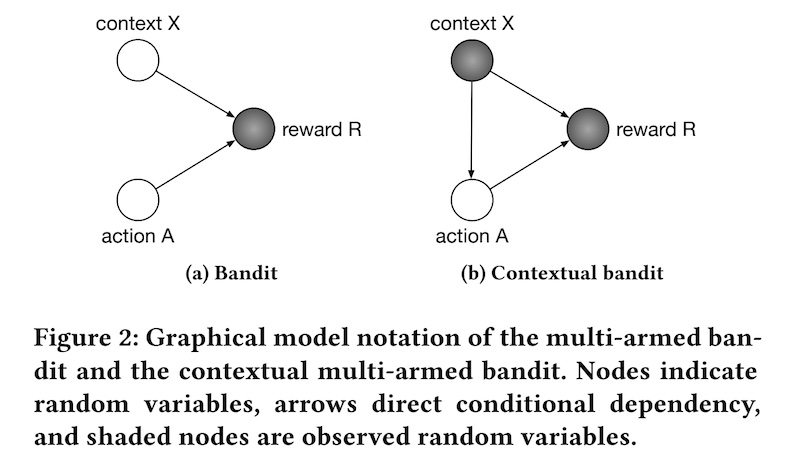 context X
reward R
action A
(a) Bandit
context X
reward R
action A
(b) Contextual bandit
Figure 2: Graphical model notation of the multi-armed ban-
dit and the contextual multi-armed bandit. Nodes indicate
random variables, arrows direct conditional dependency,
and shaded nodes are observed random variables.